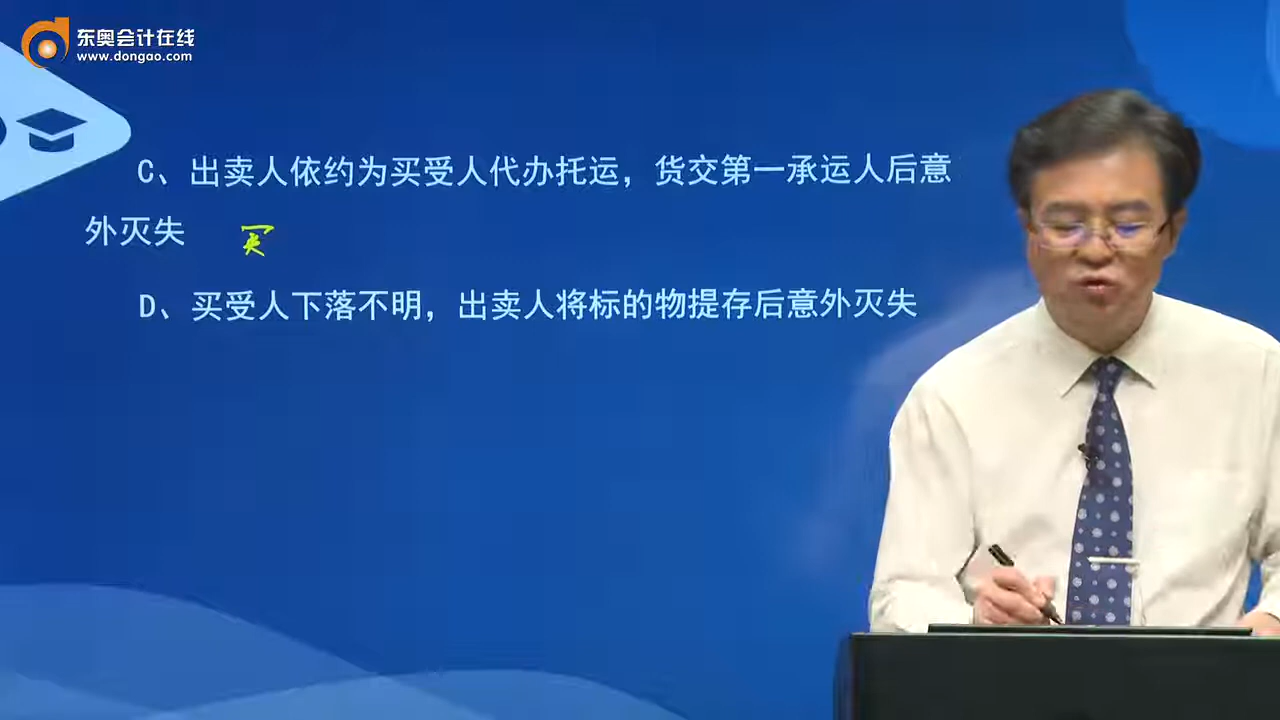 东奥会计在线
www.dongao.com
C、出卖人依约为买受人代办托运，货交第一承运人后意
外灭失 买
D、买受人下落不明，出卖人将标的物提存后意外灭失